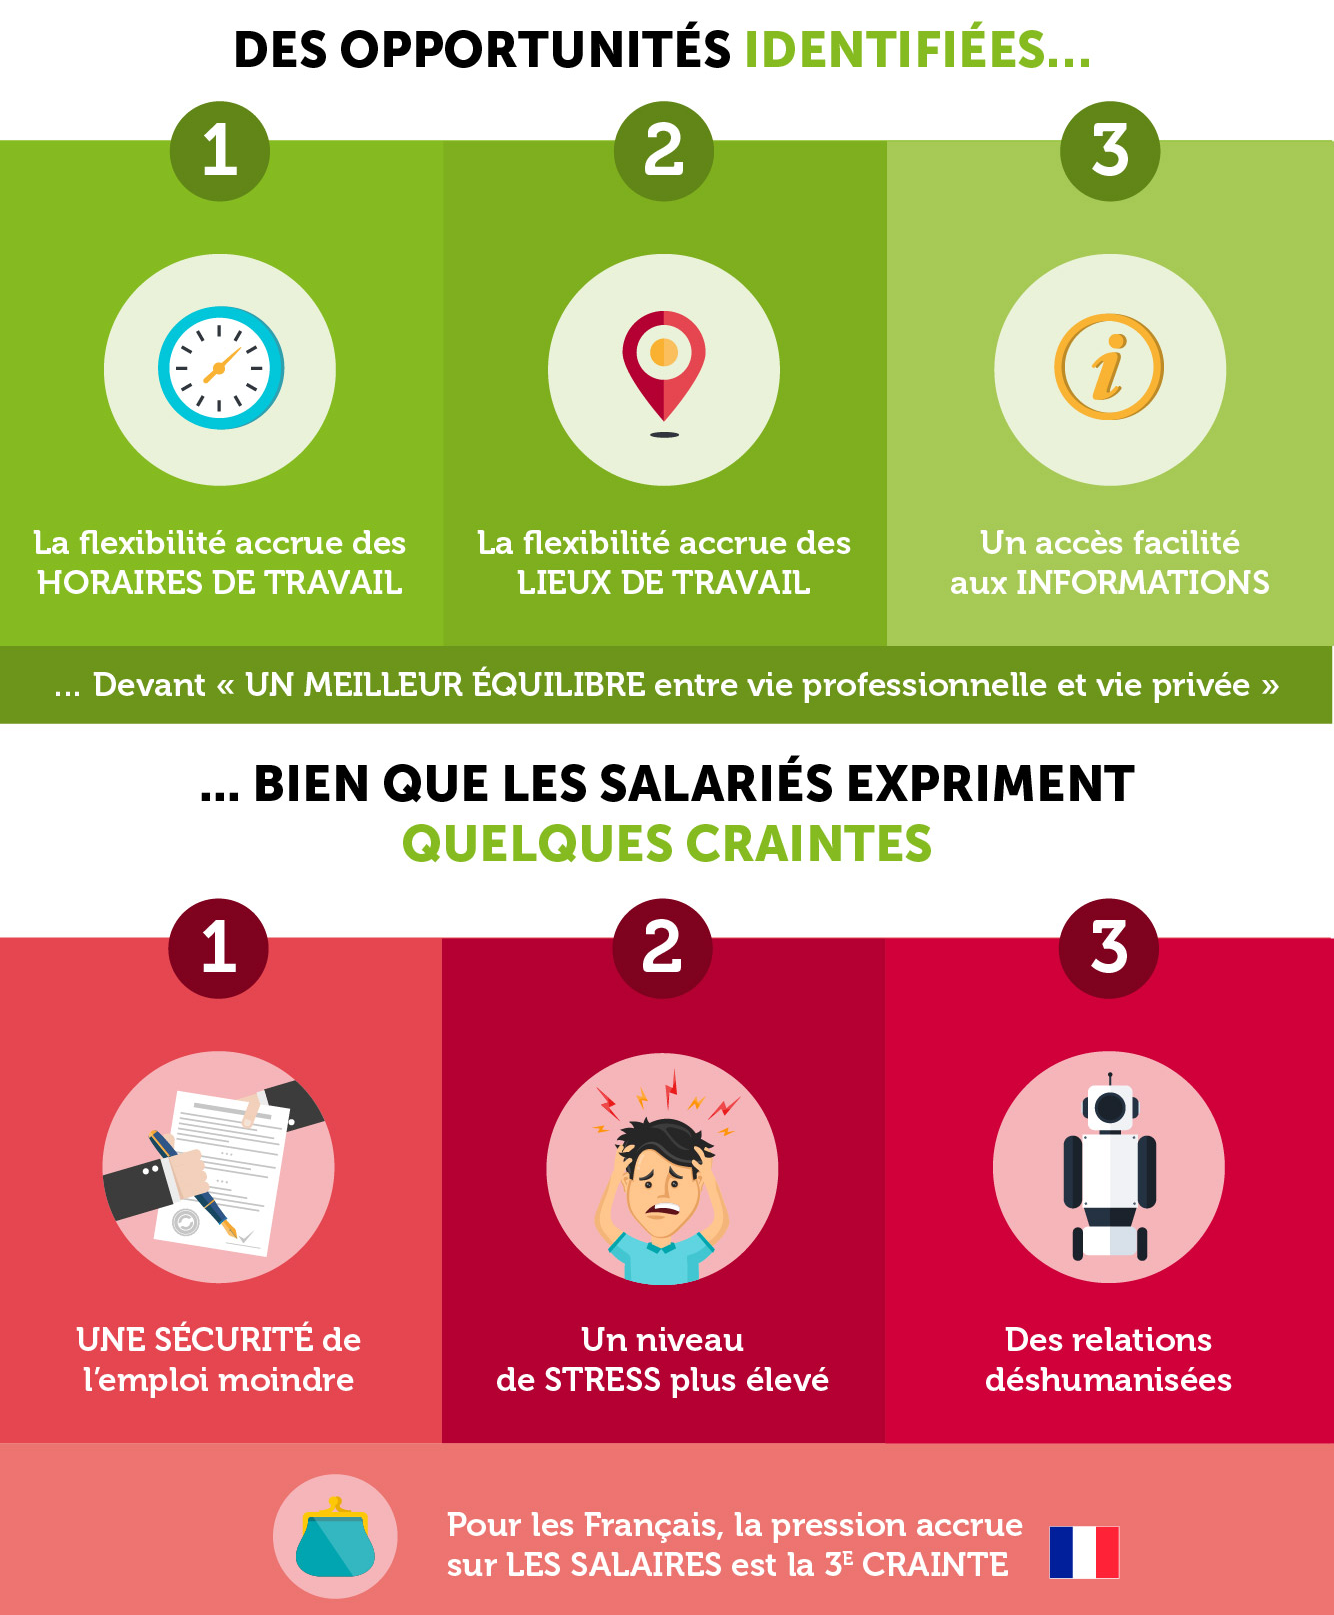 DES OPPORTUNITÉS IDENTIFIÉES...
1
2
3
La flexibilité accrue des
HORAIRES DE TRAVAIL
La flexibilité accrue des
LIEUX DE TRAVAIL
Un accès facilité
aux INFORMATIONS
... Devant « UN MEILLEUR ÉQUILIBRE entre vie professionnelle et vie privée »
... BIEN QUE LES SALARIÉS EXPRIMENT
QUELQUES CRAINTES
1
2
3
UNE SÉCURITÉ de
l’emploi moindre
Un niveau
de STRESS plus élevé
Des relations
déshumanisées
Pour les Français, la pression accrue
sur LES SALAIRES est la 3E CRAINTE